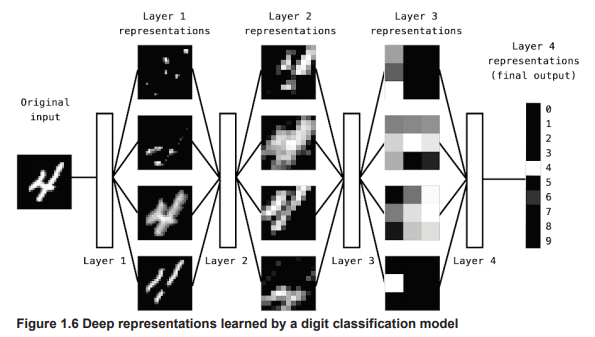 Layer 1
representations
Layer 2
representations
Layer 3
representations
Layer 4
representations
(final output)
Original
input
0
1
2
3
4
5
6
7
8
9
Layer 1
Layer 2
Layer 3
Layer 4
Figure 1.6 Deep representations learned by a digit classification model